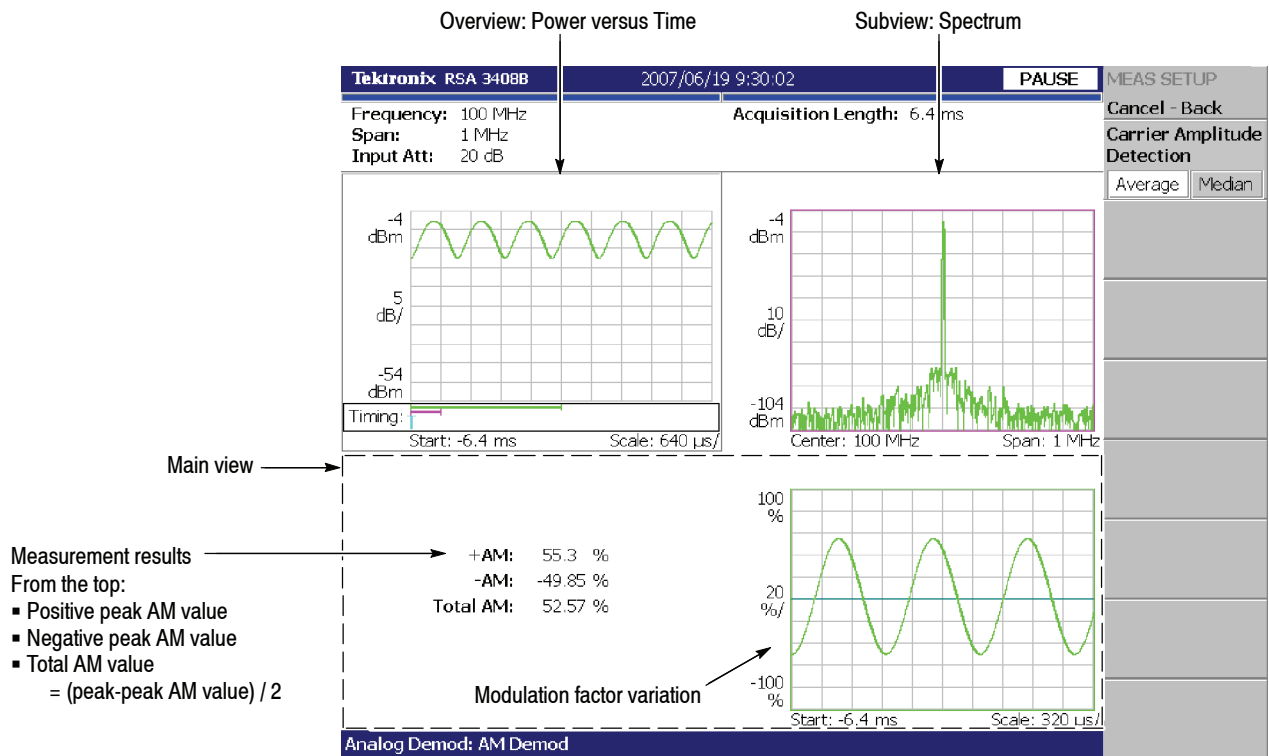 Overview: Power versus Time
Subview: Spectrum
Tektronix RSA 3408B 2007/06/19 9:30:02 PAUSE
MEAS SETUP
Frequency: 100 MHz
Span: 1 MHz
Input Att: 20 dB
Acquisition Length: 6.4 ms
Cancel - Back
Carrier Amplitude
Detection
Average Median
-4
dBm
5
dB/
-54
dBm
Timing:
Start: -6.4 ms Scale: 640 µs/
-4
dBm
10
dB/
-104
dBm
Center: 100 MHz Span: 1 MHz
Main view
Measurement results
From the top:
▪ Positive peak AM value
▪ Negative peak AM value
▪ Total AM value
= (peak-peak AM value) / 2
+AM: 55.3 %
-AM: -49.85 %
Total AM: 52.57 %
Modulation factor variation
100
%
20
%/
-100
%
Start: -6.4 ms Scale: 320 µs/
Analog Demod: AM Demod